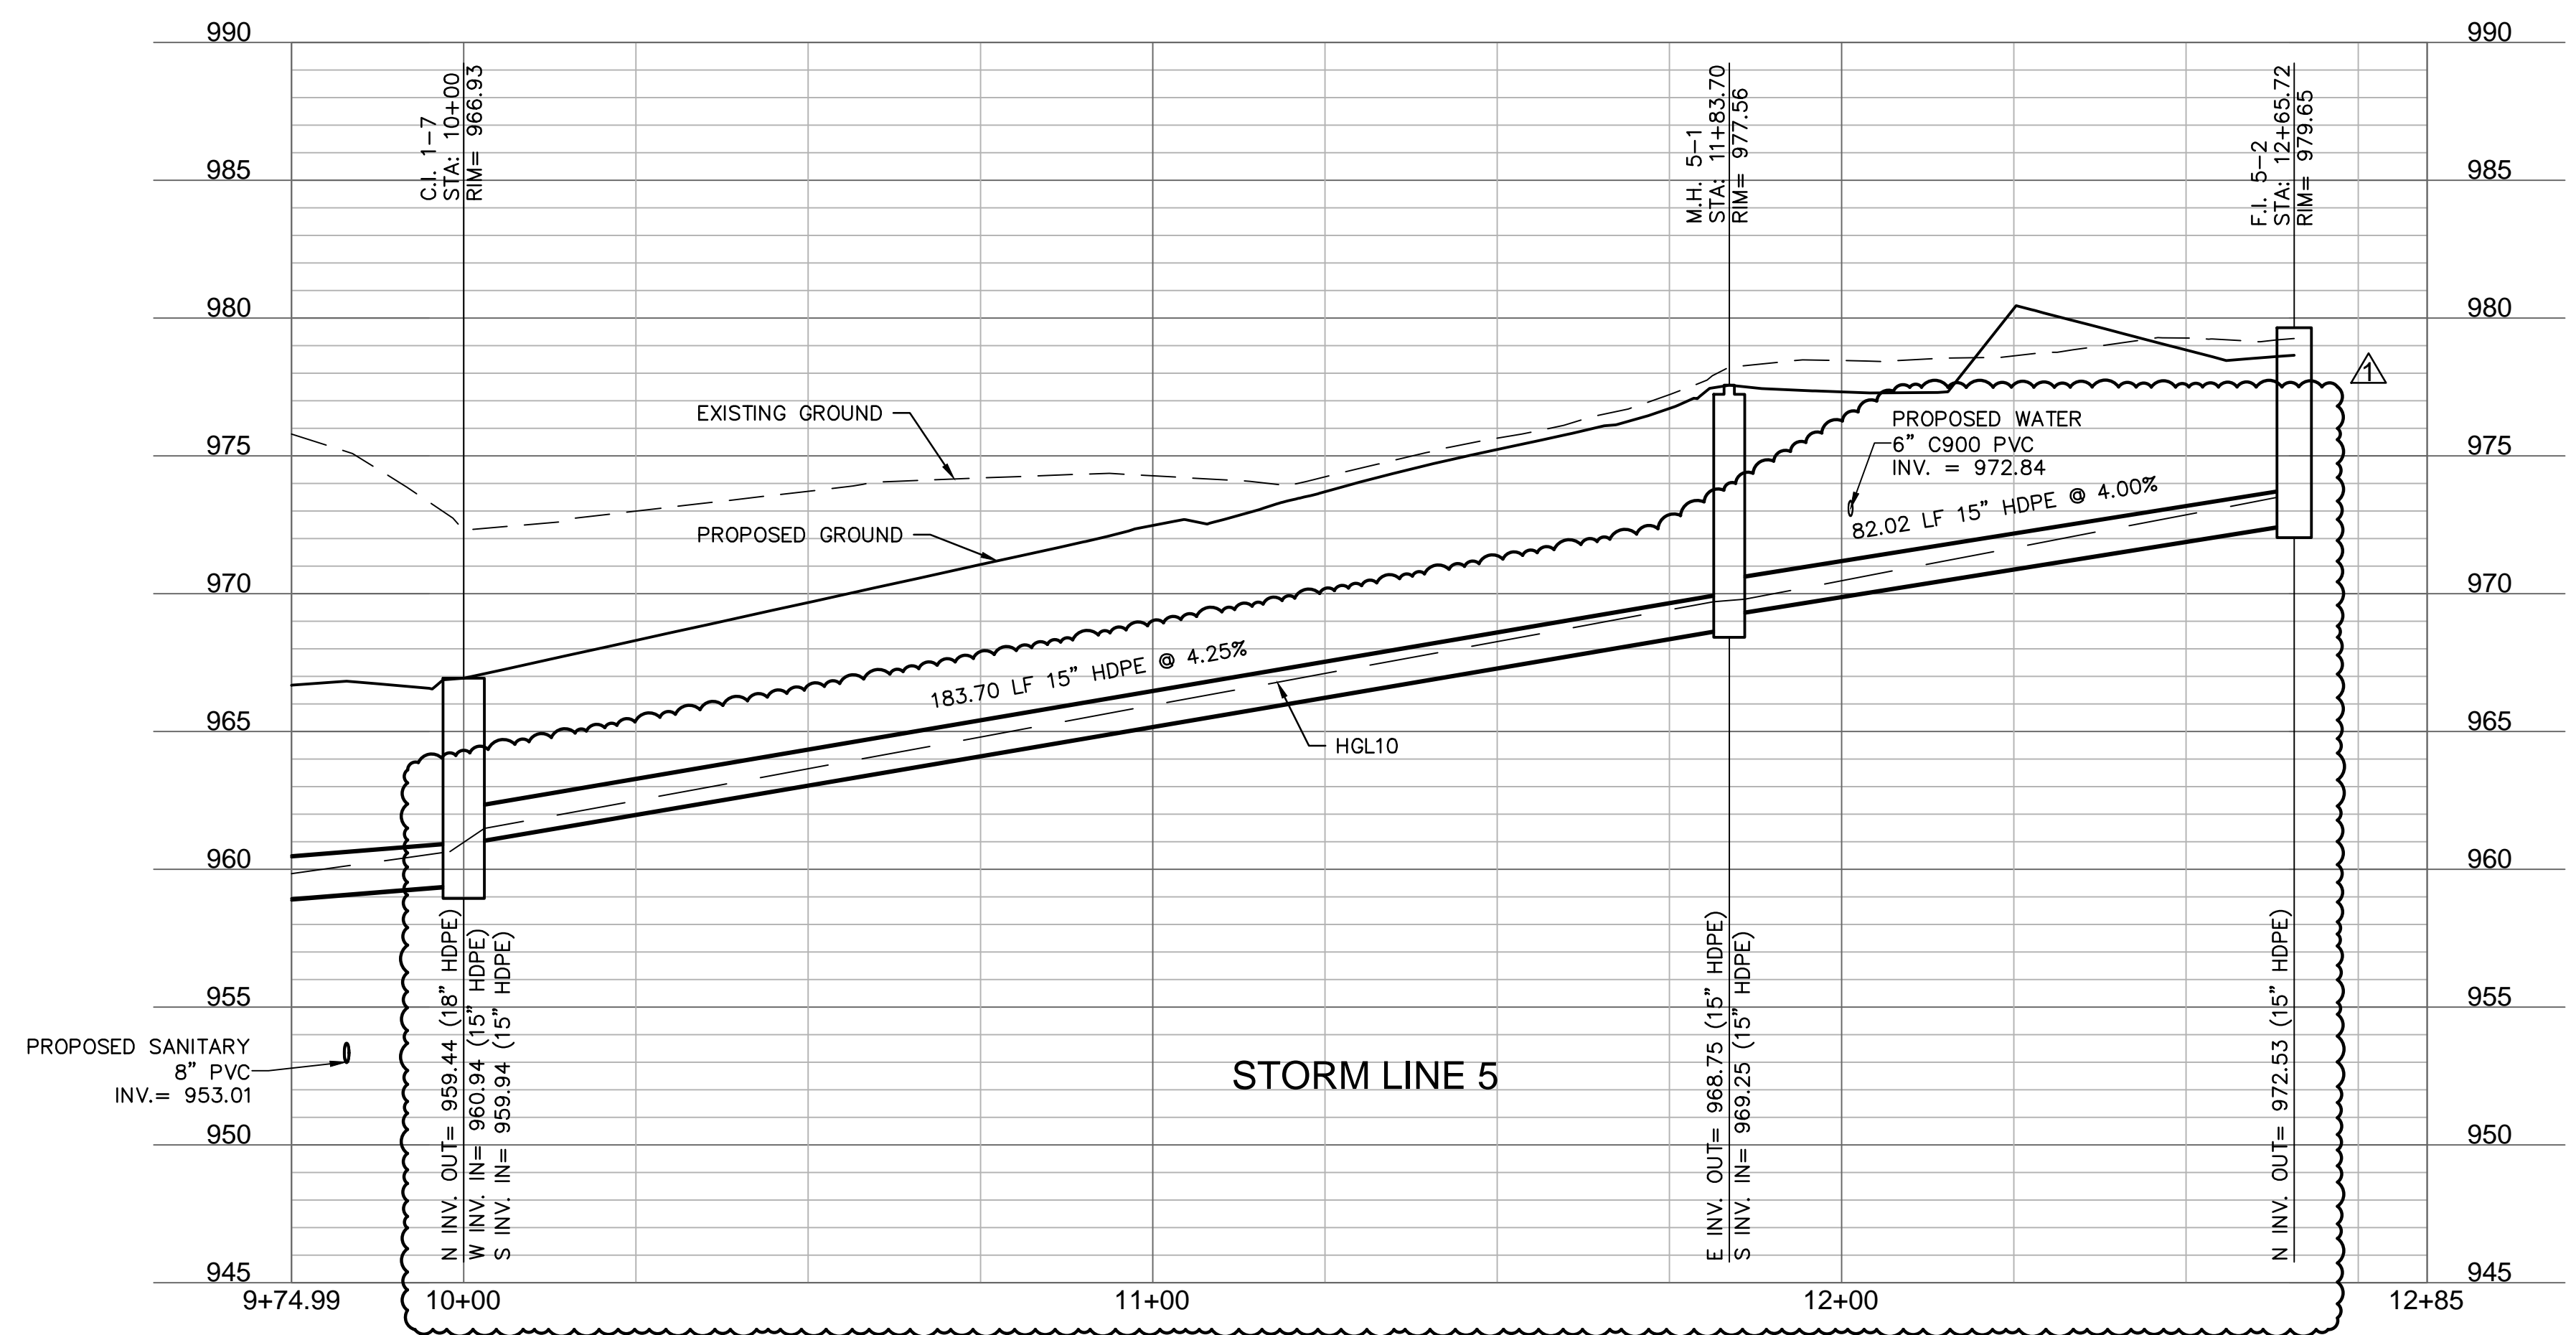 990
990
C.I. 1-7
STA: 10+00
RIM= 966.93
M.H. 5-1
STA: 11+83.70
RIM= 977.56
F.I. 5-2
STA: 12+65.72
RIM= 979.65
985
985
980
980
1
EXISTING GROUND
PROPOSED WATER
6" C900 PVC
INV. = 972.84
975
975
82.02 LF 15" HDPE @ 4.00%
PROPOSED GROUND
970
970
183.70 LF 15" HDPE @ 4.25%
965
965
HGL10
960
960
N INV. OUT= 959.44 (18" HDPE)
W INV. IN= 960.94 (15" HDPE)
S INV. IN= 959.94 (15" HDPE)
E INV. OUT= 968.75 (15" HDPE)
S INV. IN= 969.25 (15" HDPE)
N INV. OUT= 972.53 (15" HDPE)
955
955
PROPOSED SANITARY
8" PVC
INV.= 953.01
STORM LINE 5
950
950
945
945
9+74.99
10+00
11+00
12+00
12+85